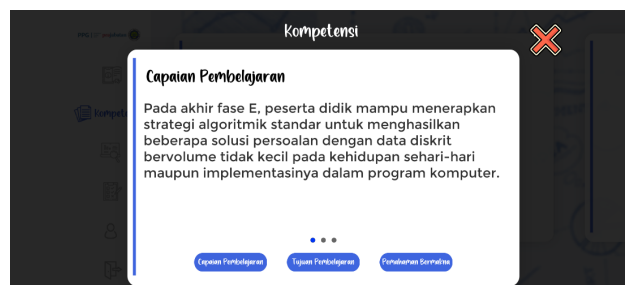 Kompetensi
Kompete
Capaian Pembelajaran
Pada akhir fase E, peserta didik mampu menerapkan
strategi algoritmik standar untuk menghasilkan
beberapa solusi persoalan dengan data diskrit
bervolume tidak kecil pada kehidupan sehari-hari
maupun implementasinya dalam program komputer.
Capaian Pembelajaran Tujuan Pembelajaran Pemahaman Bermakna